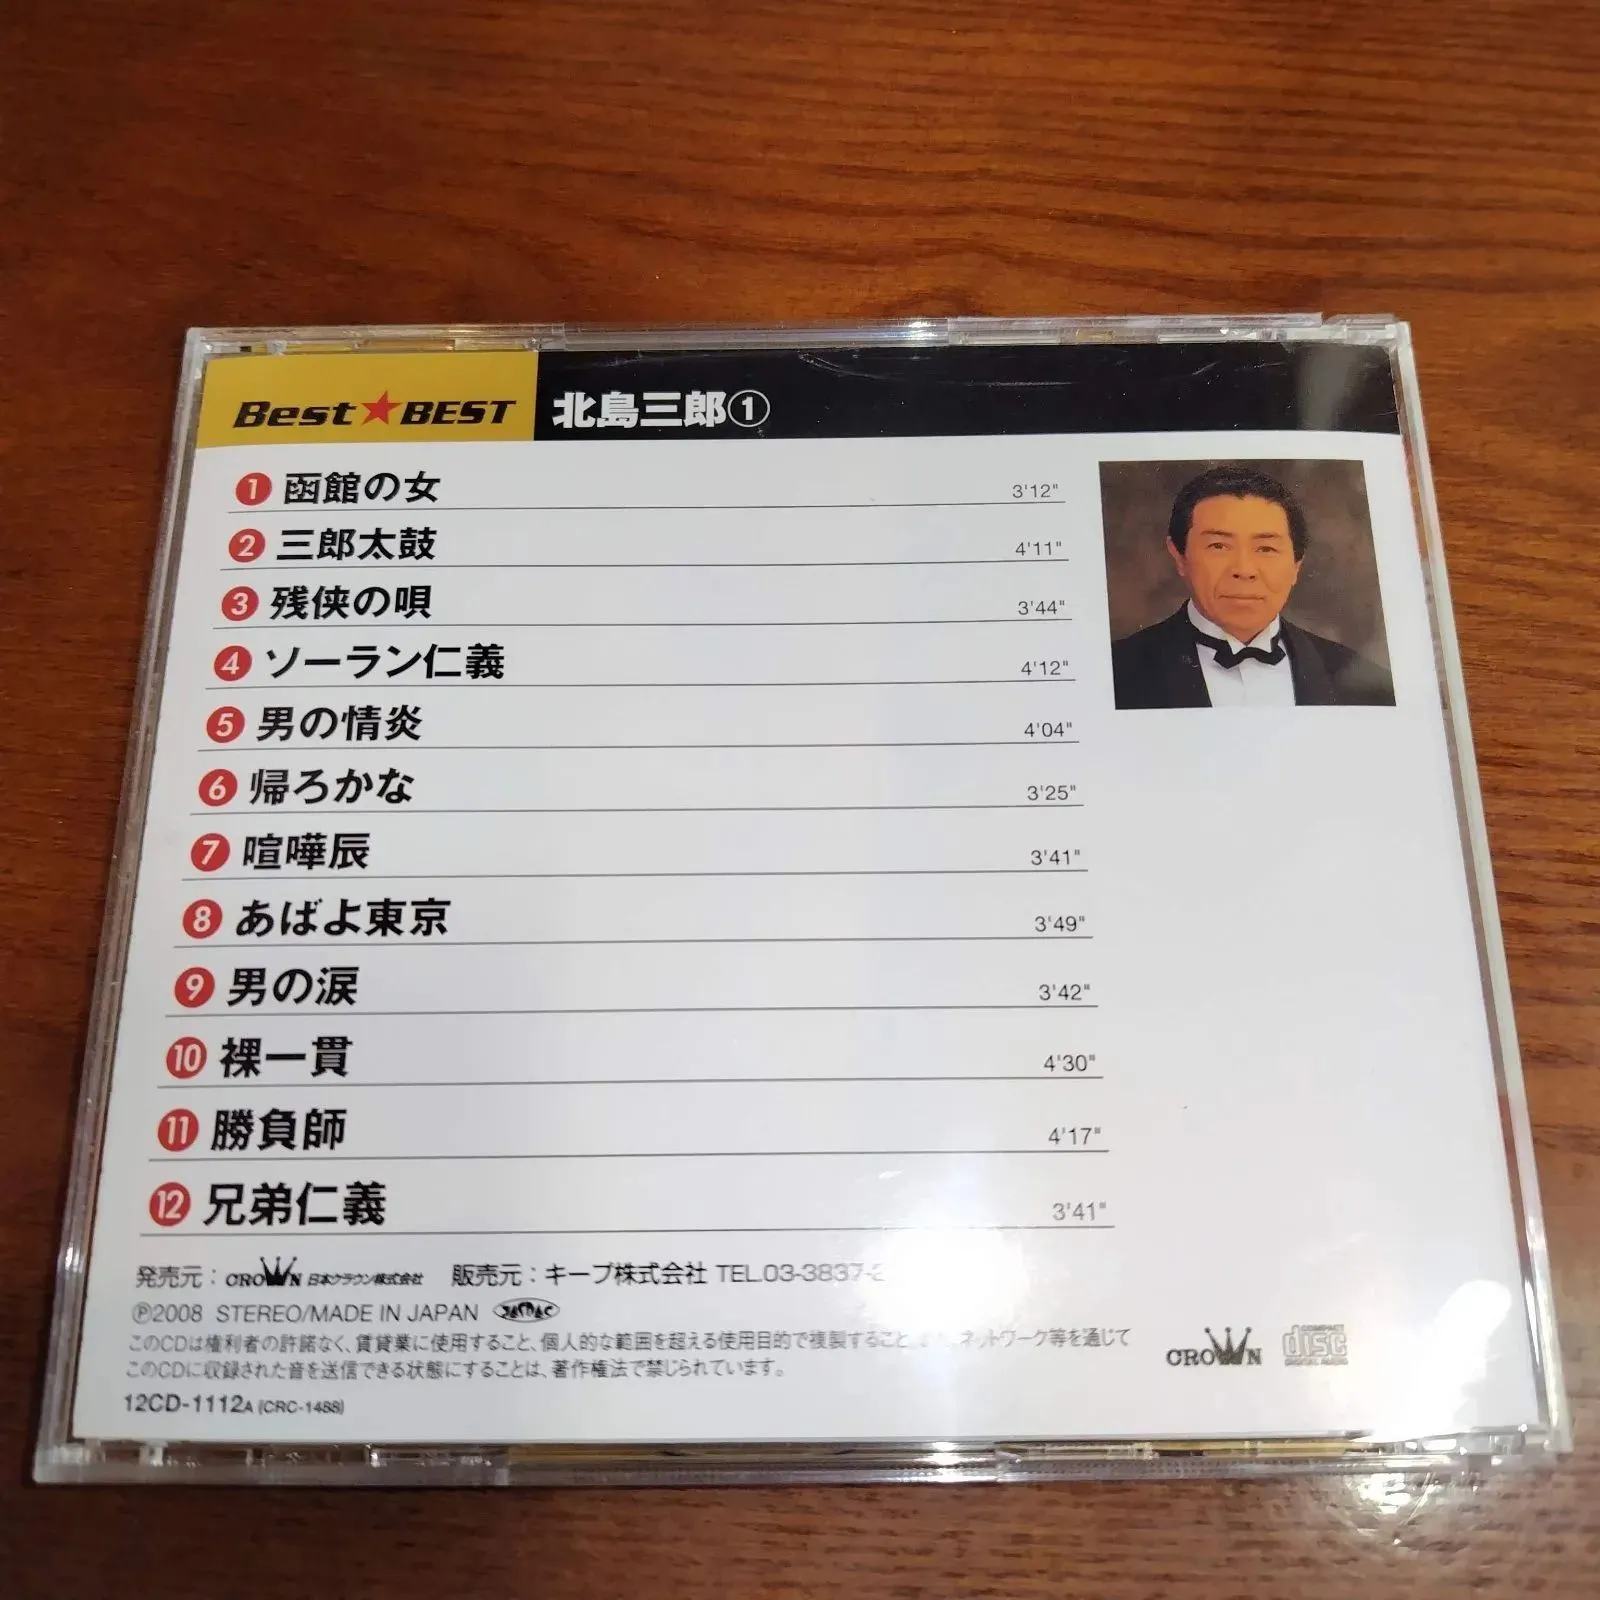 Best★BEST 北島三郎①
1 函館の女 3'12"
2 三郎太鼓 4'11"
3 残侠の唄 3'44"
4 ソーラン仁義 4'12"
5 男の情炎 4'04"
6 帰ろかな 3'25"
7 喧嘩辰 3'41"
8 あばよ東京 3'49"
9 男の涙 3'42"
10 裸一貫 4'30"
11 勝負師 4'17"
12 兄弟仁義 3'41"
発売元：CROWN 日本クラウン株式会社 販売元：キープ株式会社 TEL.03-3837-
Ⓟ2008 STEREO/MADE IN JAPAN JASRAC
このCDは権利者の許諾なく、賃貸業に使用すること、個人的な範囲を超える使用目的で複製すること、また、ネットワーク等を通じて
このCDに収録された音を送信できる状態にすることは、著作権法で禁じられています。
CROWN COMPACT disc DIGITAL AUDIO
12CD-1112A (CRC-1488)